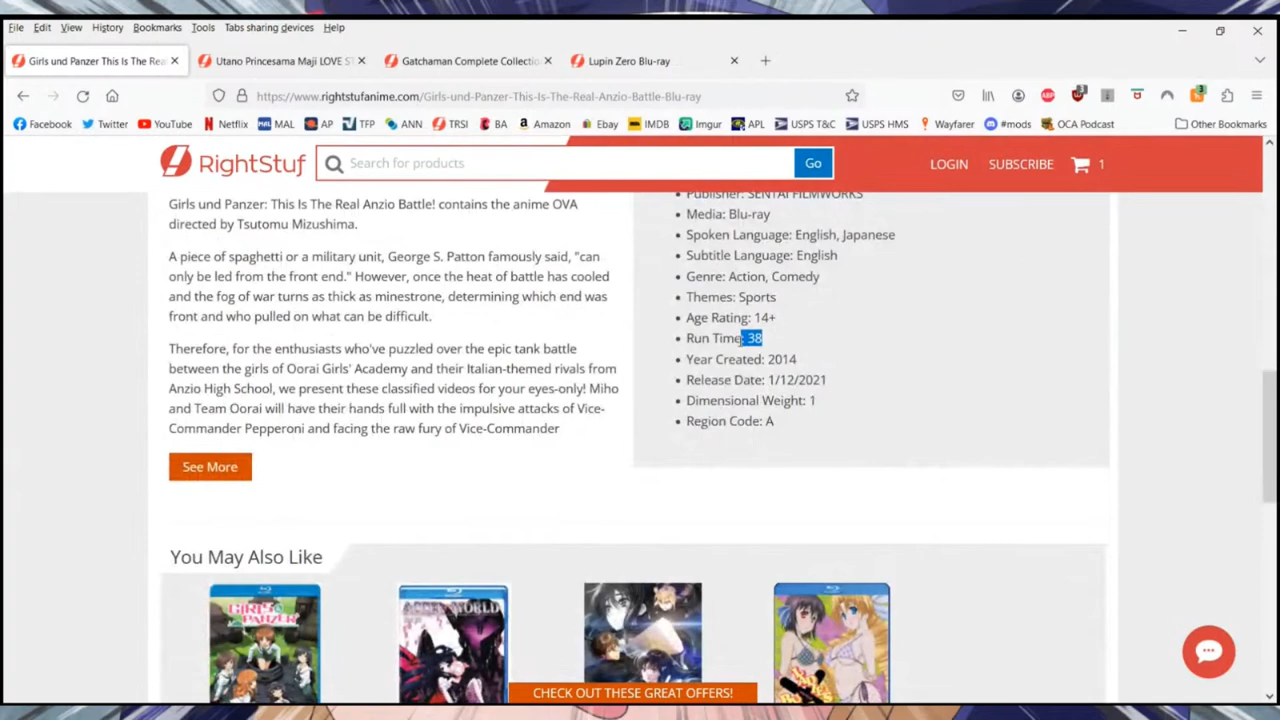 File Edit View History Bookmarks Tools Tabs sharing devices Help
Girls und Panzer This Is The Rea Utano Princesama Maji LOVE ST Gatchaman Complete Collectio Lupin Zero Blu-ray
https://www.rightstufanime.com/Girls-und-Panzer-This-Is-The-Real-Anzio-Battle-Blu-ray
Facebook Twitter YouTube Netflix MAL AP TFP ANN TRSI BA Amazon Ebay IMDB Imgur APL USPS T&C USPS HMS Wayfarer #mods OCA Podcast Other Bookmarks
RightStuf Search for products Go LOGIN SUBSCRIBE 1
Girls und Panzer: This Is The Real Anzio Battle! contains the anime OVA
directed by Tsutomu Mizushima.
A piece of spaghetti or a military unit, George S. Patton famously said, "can
only be led from the front end." However, once the heat of battle has cooled
and the fog of war turns as thick as minestrone, determining which end was
front and who pulled on what can be difficult.
Therefore, for the enthusiasts who've puzzled over the epic tank battle
between the girls of Oorai Girls' Academy and their Italian-themed rivals from
Anzio High School, we present these classified videos for your eyes-only! Miho
and Team Oorai will have their hands full with the impulsive attacks of Vice-
Commander Pepperoni and facing the raw fury of Vice-Commander
See More
Publisher: SENTAI FILMWORKS
Media: Blu-ray
Spoken Language: English, Japanese
Subtitle Language: English
Genre: Action, Comedy
Themes: Sports
Age Rating: 14+
Run Time: 38
Year Created: 2014
Release Date: 1/12/2021
Dimensional Weight: 1
Region Code: A
You May Also Like
GIRLS
PANZER
ACCEL WORLD
CHECK OUT THESE GREAT OFFERS!